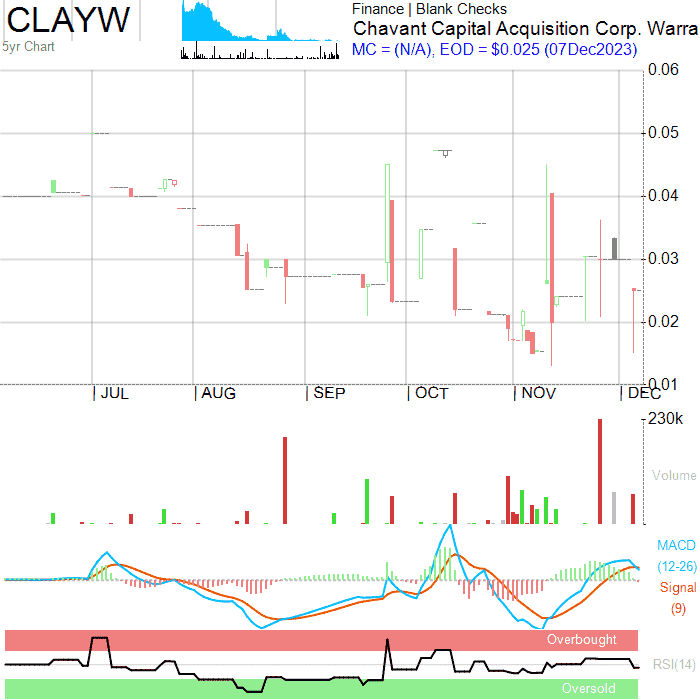 CLAYW
5yr Chart
Finance | Blank Checks
Chavant Capital Acquisition Corp. Warra
MC = (N/A), EOD = $0.025 (07Dec2023)
0.06
0.05
0.04
0.03
0.02
0.01
JUL
AUG
SEP
OCT
NOV
DEC
230k
Volume
MACD
(12-26)
Signal
(9)
Overbought
RSI(14)
Oversold